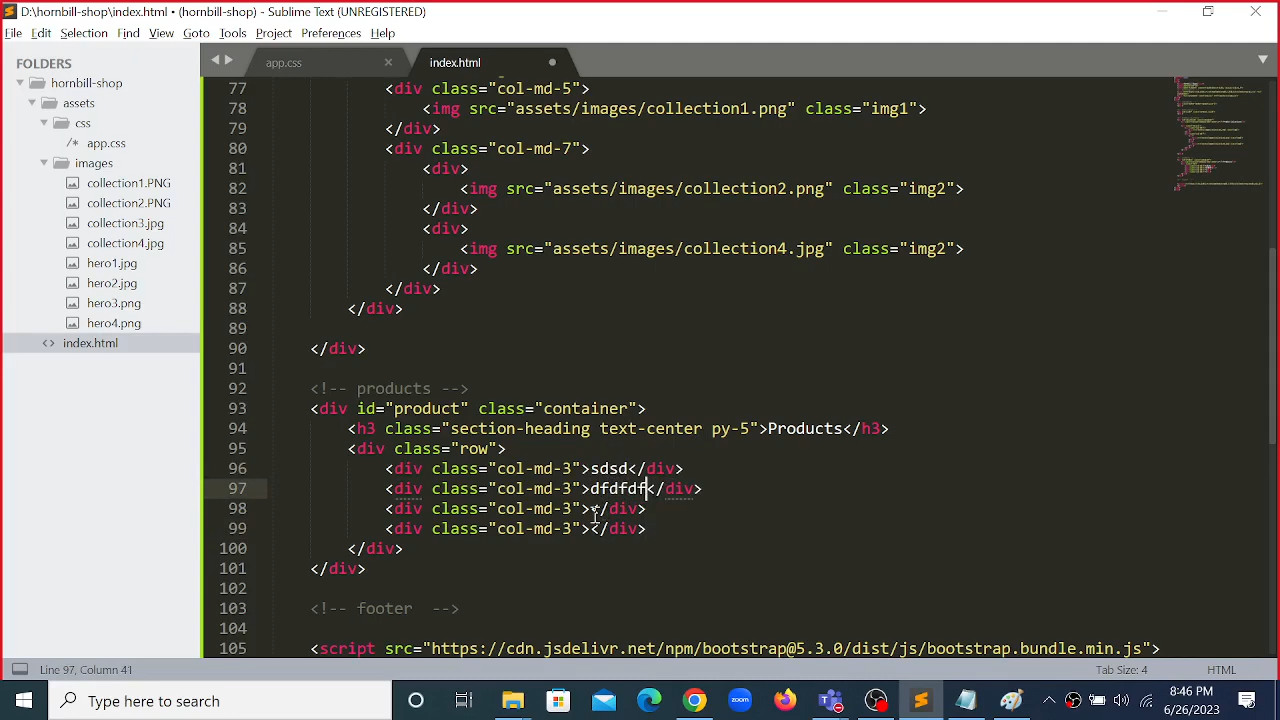 D:\hornbill-shop\index.html • (hornbill-shop) - Sublime Text (UNREGISTERED)
File Edit Selection Find View Goto Tools Project Preferences Help
FOLDERS
hornbill-shop
assets
css
/* app.css
images
collection1.PNG
collection2.PNG
collection3.jpg
collection4.jpg
hero1.jpg
hero2.jpg
hero3.png
hero4.png
<> index.html
app.css
index.html
77 <div class="col-md-5">
78 <img src="assets/images/collection1.png" class="img1">
79 </div>
80 <div class="col-md-7">
81 <div>
82 <img src="assets/images/collection2.png" class="img2">
83 </div>
84 <div>
85 <img src="assets/images/collection4.jpg" class="img2">
86 </div>
87 </div>
88 </div>
89
90 </div>
91
92 <!-- products -->
93 <div id="product" class="container">
94 <h3 class="section-heading text-center py-5">Products</h3>
95 <div class="row">
96 <div class="col-md-3">sdsd</div>
97 <div class="col-md-3">dfdfdf</div>
98 <div class="col-md-3"></div>
99 <div class="col-md-3"></div>
100 </div>
101 </div>
102
103 <!-- footer -->
104
105 <script src="https://cdn.jsdelivr.net/npm/bootstrap@5.3.0/dist/js/bootstrap.bundle.min.js">
Line 97, Column 41
Tab Size: 4
HTML
Type here to search
8:46 PM
6/26/2023